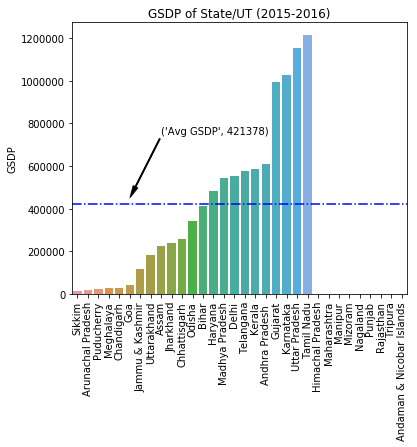 GSDP of State/UT (2015-2016)
GSDP
1200000
1000000
800000
600000
400000
200000
0
('Avg GSDP', 421378)
Sikkim
Arunachal Pradesh
Puducherry
Meghalaya
Chandigarh
Goa
Jammu & Kashmir
Uttarakhand
Assam
Jharkhand
Chhattisgarh
Odisha
Bihar
Haryana
Madhya Pradesh
Delhi
Telangana
Kerala
Andhra Pradesh
Gujarat
Karnataka
Uttar Pradesh
Tamil Nadu
Himachal Pradesh
Maharashtra
Manipur
Mizoram
Nagaland
Punjab
Rajasthan
Tripura
Andaman & Nicobar Islands